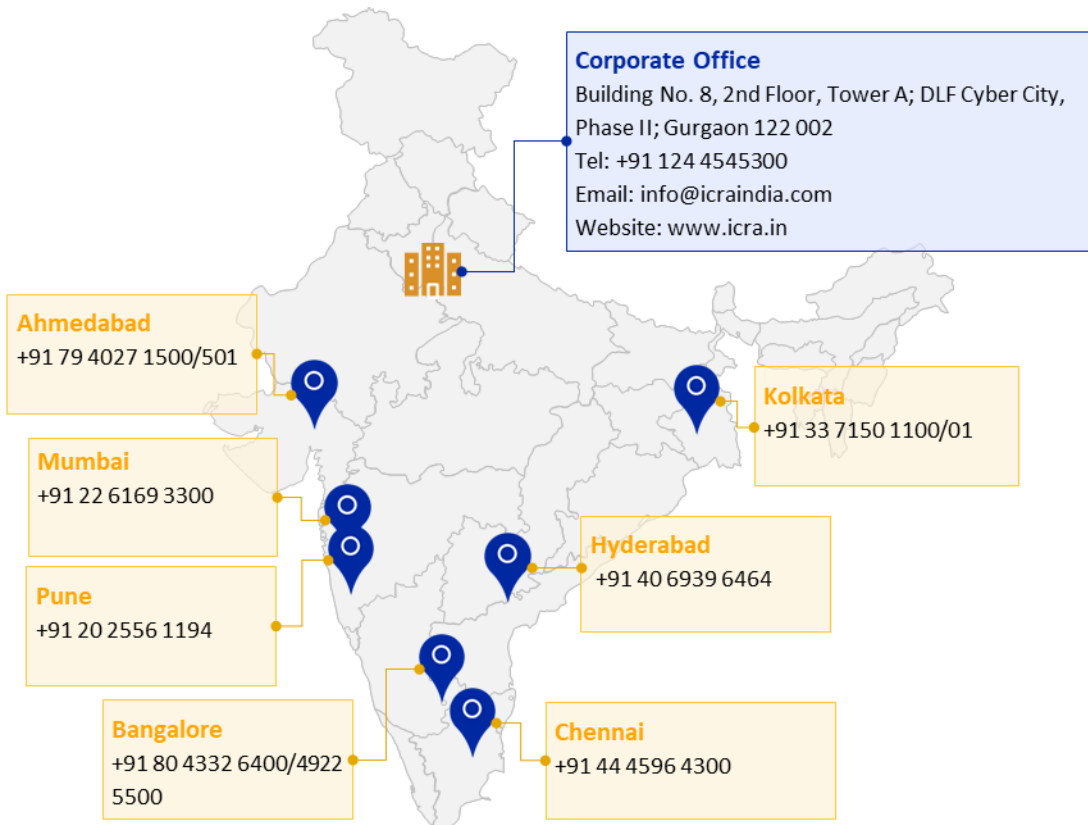 Corporate Office
Building No. 8, 2nd Floor, Tower A; DLF Cyber City,
Phase II; Gurgaon 122 002
Tel: +91 124 4545300
Email: info@icraindia.com
Website: www.icra.in
Ahmedabad
+91 79 4027 1500/501
Kolkata
+91 33 7150 1100/01
Mumbai
+91 22 6169 3300
Hyderabad
+91 40 6939 6464
Pune
+91 20 2556 1194
Bangalore
+91 80 4332 6400/4922
5500
Chennai
+91 44 4596 4300